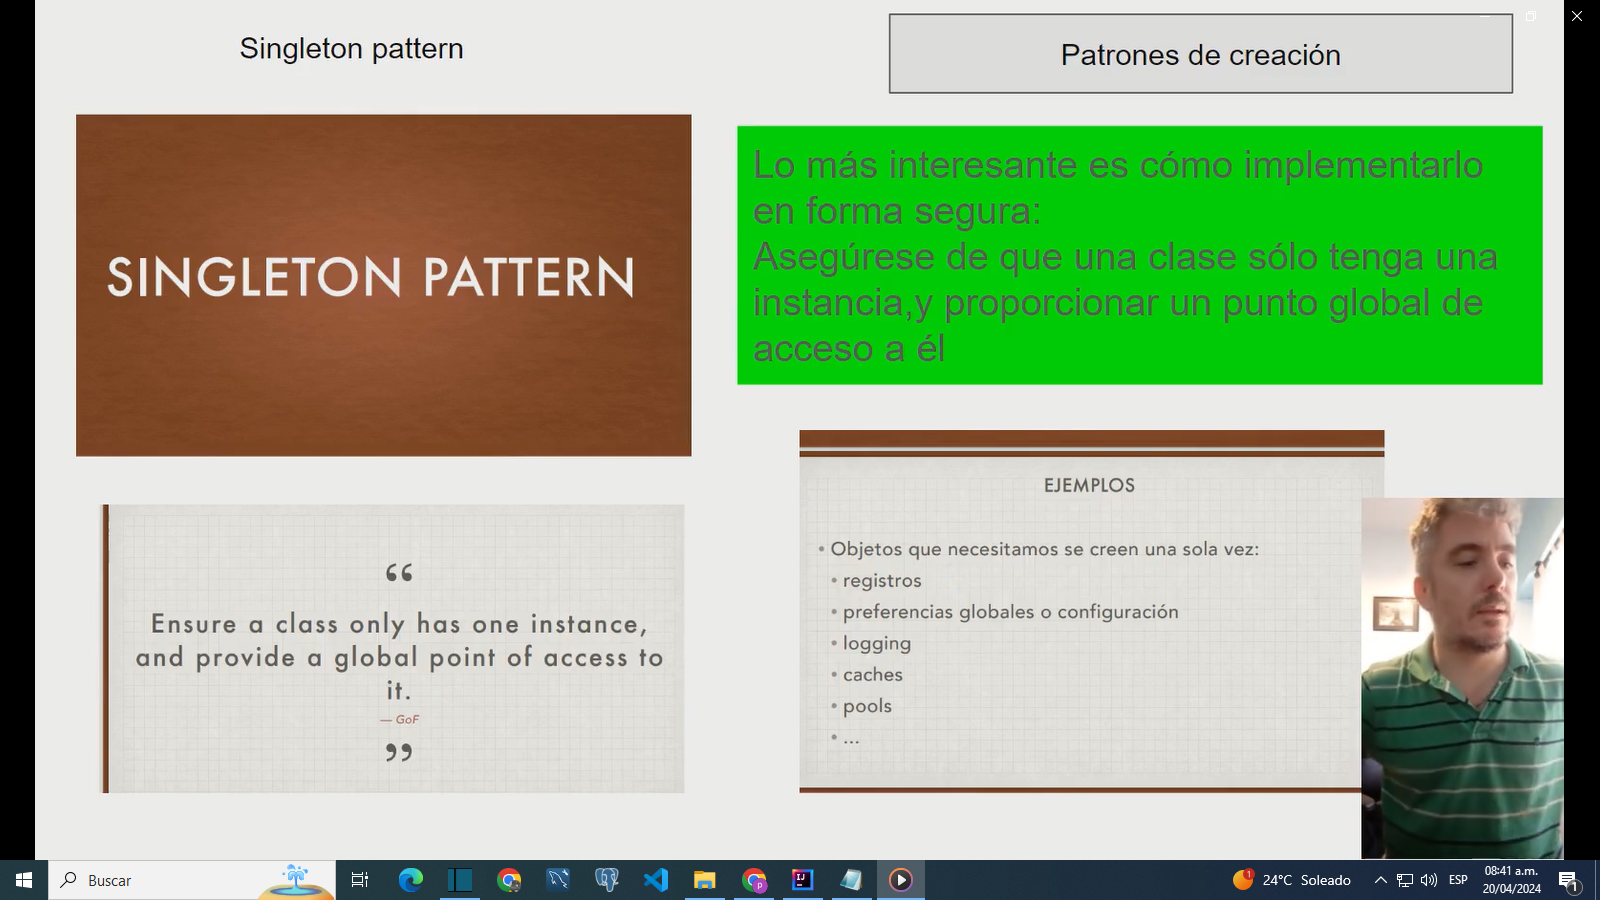 Singleton pattern
Patrones de creación
SINGLETON PATTERN
Lo más interesante es cómo implementarlo
en forma segura:
Asegúrese de que una clase sólo tenga una
instancia,y proporcionar un punto global de
acceso a él
“
Ensure a class only has one instance,
and provide a global point of access to
it.
— GoF
”
EJEMPLOS
• Objetos que necesitamos se creen una sola vez:
• registros
• preferencias globales o configuración
• logging
• caches
• pools
• ...
Buscar
24°C Soleado
ESP
08:41 a.m.
20/04/2024